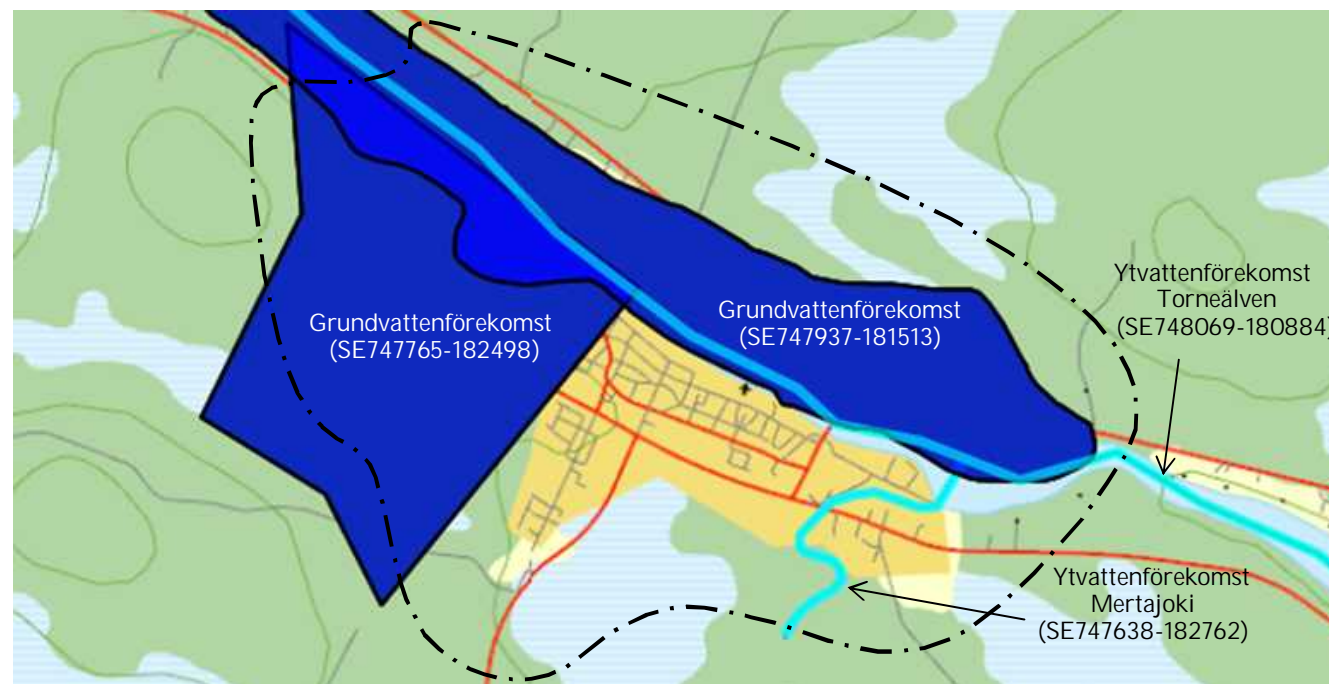 Grundvattenförekomst
(SE747765-182498)
Grundvattenförekomst
(SE747937-181513)
Ytvattenförekomst
Torneälven
(SE748069-180884)
Ytvattenförekomst
Mertajoki
(SE747638-182762)